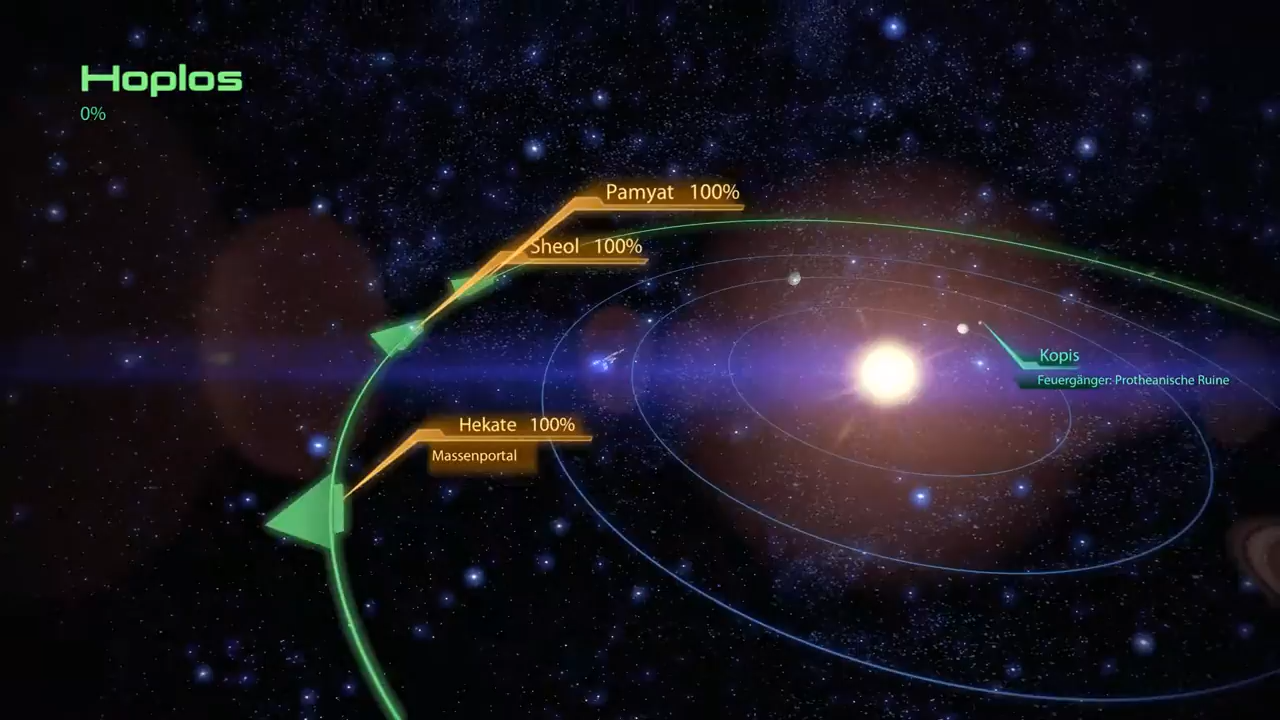 Hoplos
0%
Pamyat 100%
Sheol 100%
Kopis
Feuergänger: Protheanische Ruine
Hekate 100%
Massenportal